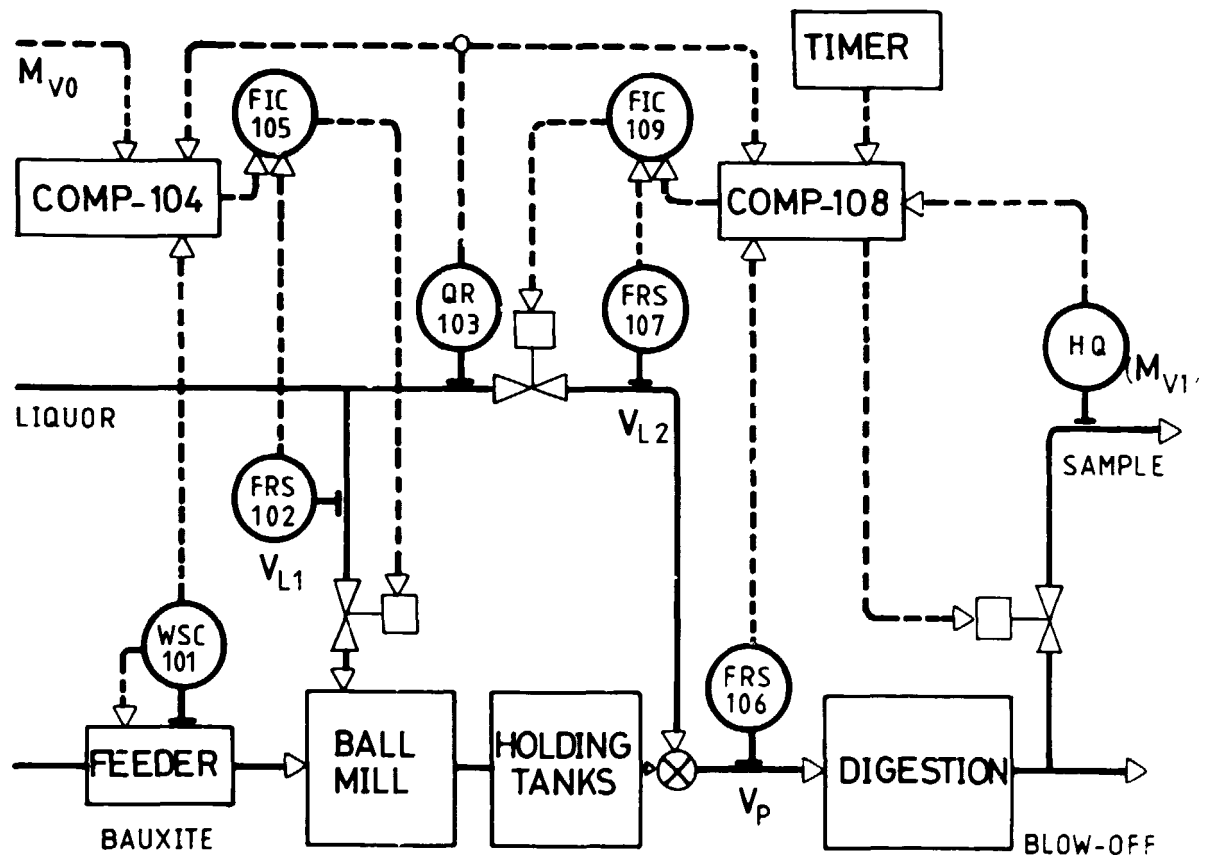 TIMER
M V0
FIC
105
FIC
109
COMP-104
COMP-108
QR
103
FRS
107
HQ
(M V1,
LIQUOR
V L2
SAMPLE
FRS
102
V L1
WSC
101
FRS
106
FEEDER
BALL
MILL
HOLDING
TANKS
DIGESTION
V P
BAUXITE
BLOW-OFF